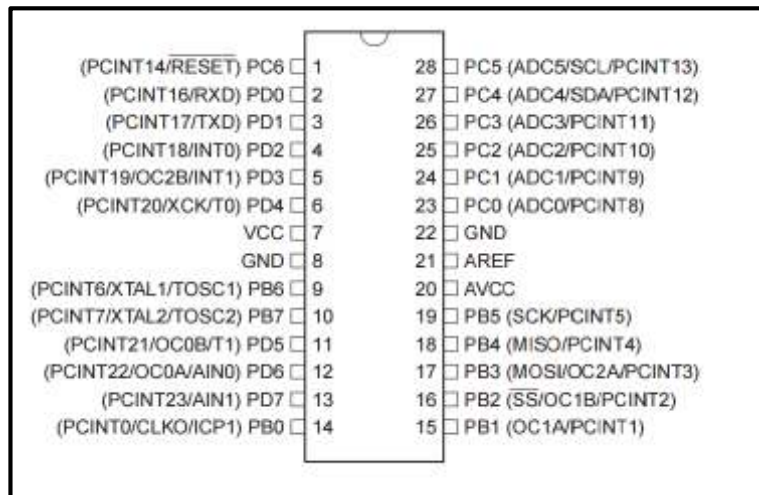 (PCINT14/RESET) PC6 1 28 PC5 (ADC5/SCL/PCINT13)
(PCINT16/RXD) PD0 2 27 PC4 (ADC4/SDA/PCINT12)
(PCINT17/TXD) PD1 3 26 PC3 (ADC3/PCINT11)
(PCINT18/INT0) PD2 4 25 PC2 (ADC2/PCINT10)
(PCINT19/OC2B/INT1) PD3 5 24 PC1 (ADC1/PCINT9)
(PCINT20/XCK/T0) PD4 6 23 PC0 (ADC0/PCINT8)
VCC 7 22 GND
GND 8 21 AREF
(PCINT6/XTAL1/TOSC1) PB6 9 20 AVCC
(PCINT7/XTAL2/TOSC2) PB7 10 19 PB5 (SCK/PCINT5)
(PCINT21/OC0B/T1) PD5 11 18 PB4 (MISO/PCINT4)
(PCINT22/OC0A/AIN0) PD6 12 17 PB3 (MOSI/OC2A/PCINT3)
(PCINT23/AIN1) PD7 13 16 PB2 (SS/OC1B/PCINT2)
(PCINT0/CLKO/ICP1) PB0 14 15 PB1 (OC1A/PCINT1)